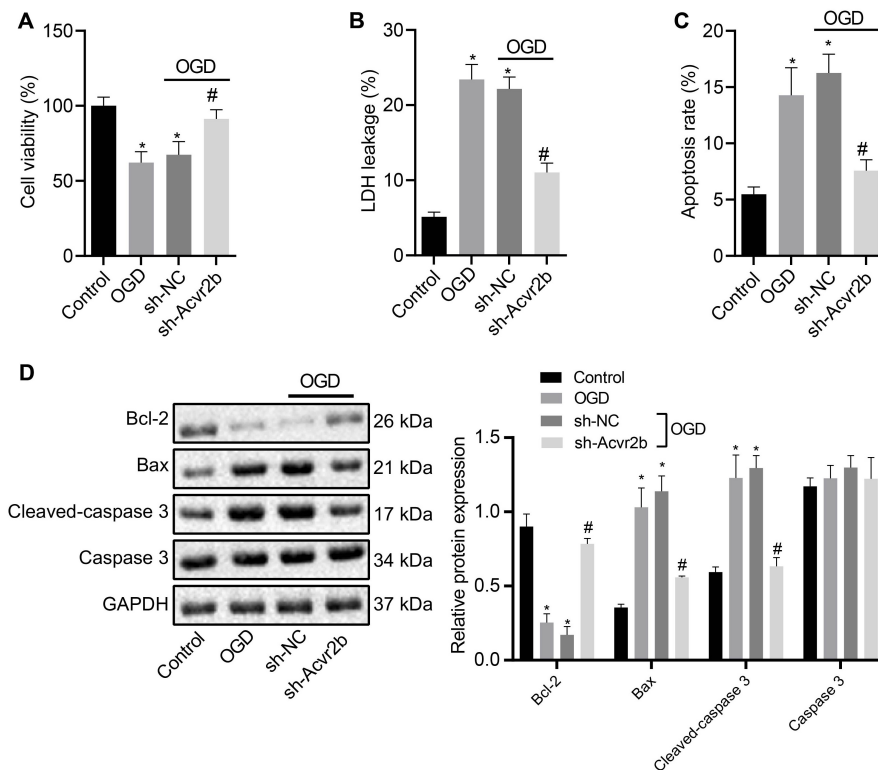 A
OGD
Cell viability (%)
150
100
50
0
*
*
#
Control
OGD
sh-NC
sh-Acvr2b
B
OGD
LDH leakage (%)
30
20
10
0
*
*
#
Control
OGD
sh-NC
sh-Acvr2b
C
OGD
Apoptosis rate (%)
20
15
10
5
0
*
*
#
Control
OGD
sh-NC
sh-Acvr2b
D
OGD
Bcl-2 26 kDa
Bax 21 kDa
Cleaved-caspase 3 17 kDa
Caspase 3 34 kDa
GAPDH 37 kDa
Control
OGD
sh-NC
sh-Acvr2b
Control
OGD
sh-NC
sh-Acvr2b
OGD
Relative protein expression
1.5
1.0
0.5
0.0
*
*
#
*
*
#
*
*
#
Bcl-2
Bax
Cleaved-caspase 3
Caspase 3